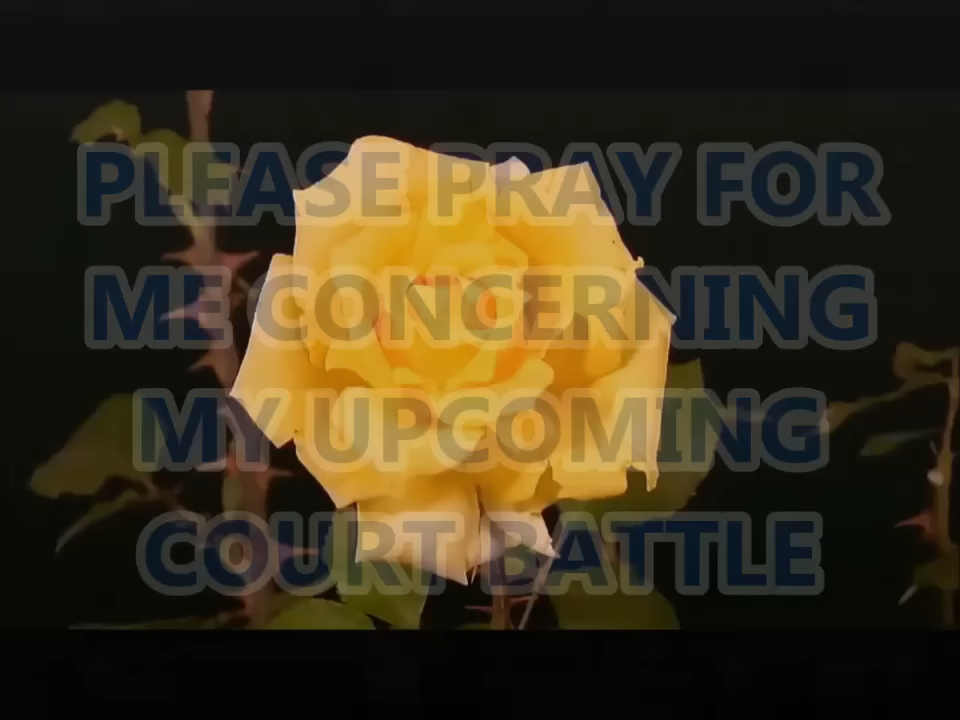 PLEASE PRAY FOR
ME CONCERNING
MY UPCOMING
COURT BATTLE